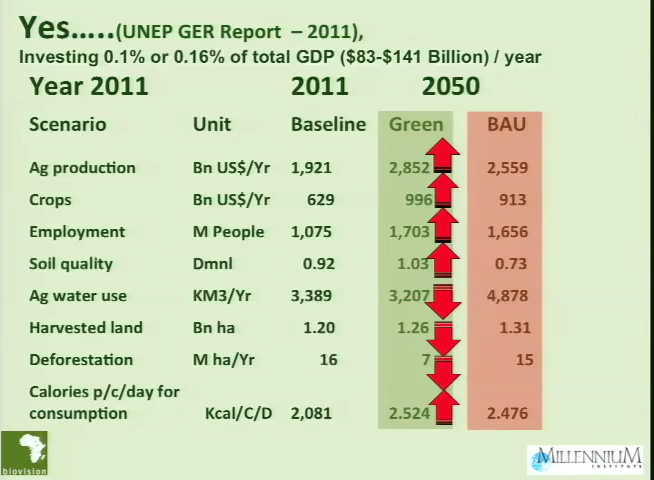 Yes.....(UNEP GER Report – 2011),
Investing 0.1% or 0.16% of total GDP ($83-$141 Billion) / year
Year 2011 2011 2050
Scenario Unit Baseline Green BAU
Ag production Bn US$/Yr 1,921 2,852 2,559
Crops Bn US$/Yr 629 996 913
Employment M People 1,075 1,703 1,656
Soil quality Dmnl 0.92 1.03 0.73
Ag water use KM3/Yr 3,389 3,207 4,878
Harvested land Bn ha 1.20 1.26 1.31
Deforestation M ha/Yr 16 7 15
Calories p/c/day for
consumption Kcal/C/D 2,081 2.524 2.476
biovision
MILLENNIUM
INSTITUTE